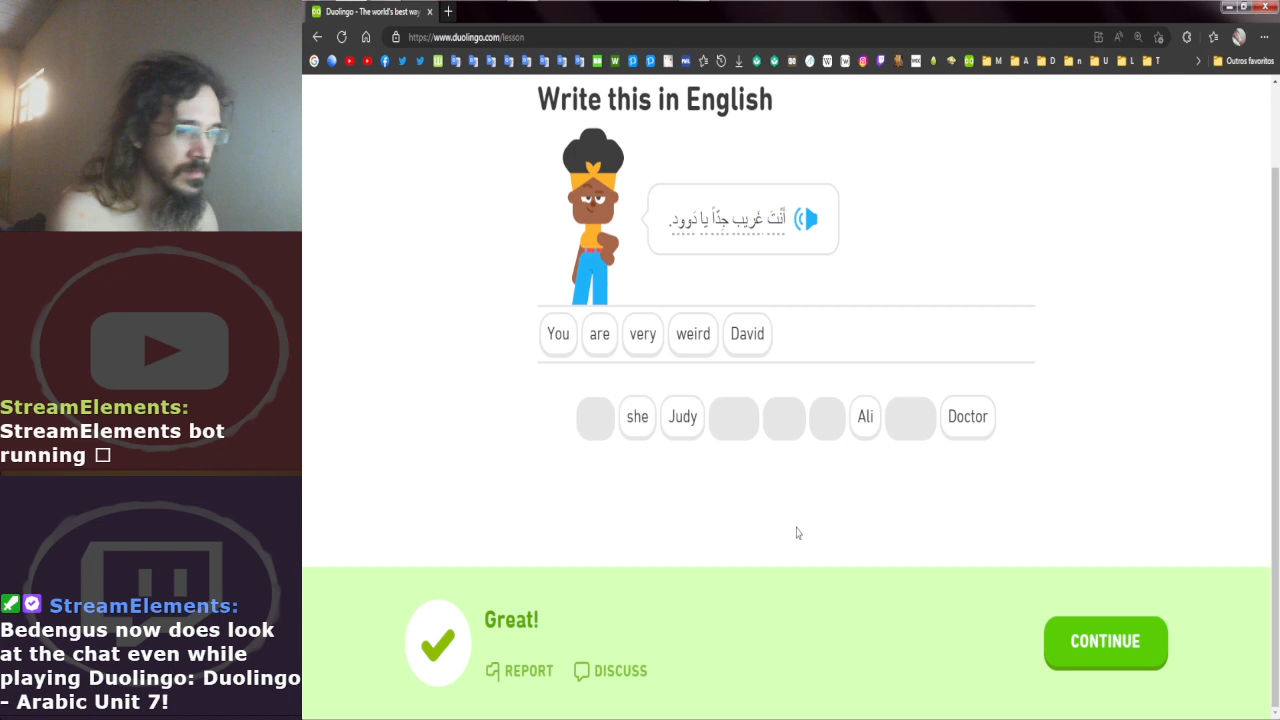 Duolingo - The world's best way
https://www.duolingo.com/lesson
M A D n U L T Outros favoritos
Write this in English
أَنْتَ غَريب جِدّاً يا دَوود.
You are very weird David
she Judy Ali Doctor
StreamElements:
StreamElements bot
running □
StreamElements:
Bedengus now does look
at the chat even while
playing Duolingo: Duolingo
- Arabic Unit 7!
Great!
REPORT DISCUSS
CONTINUE